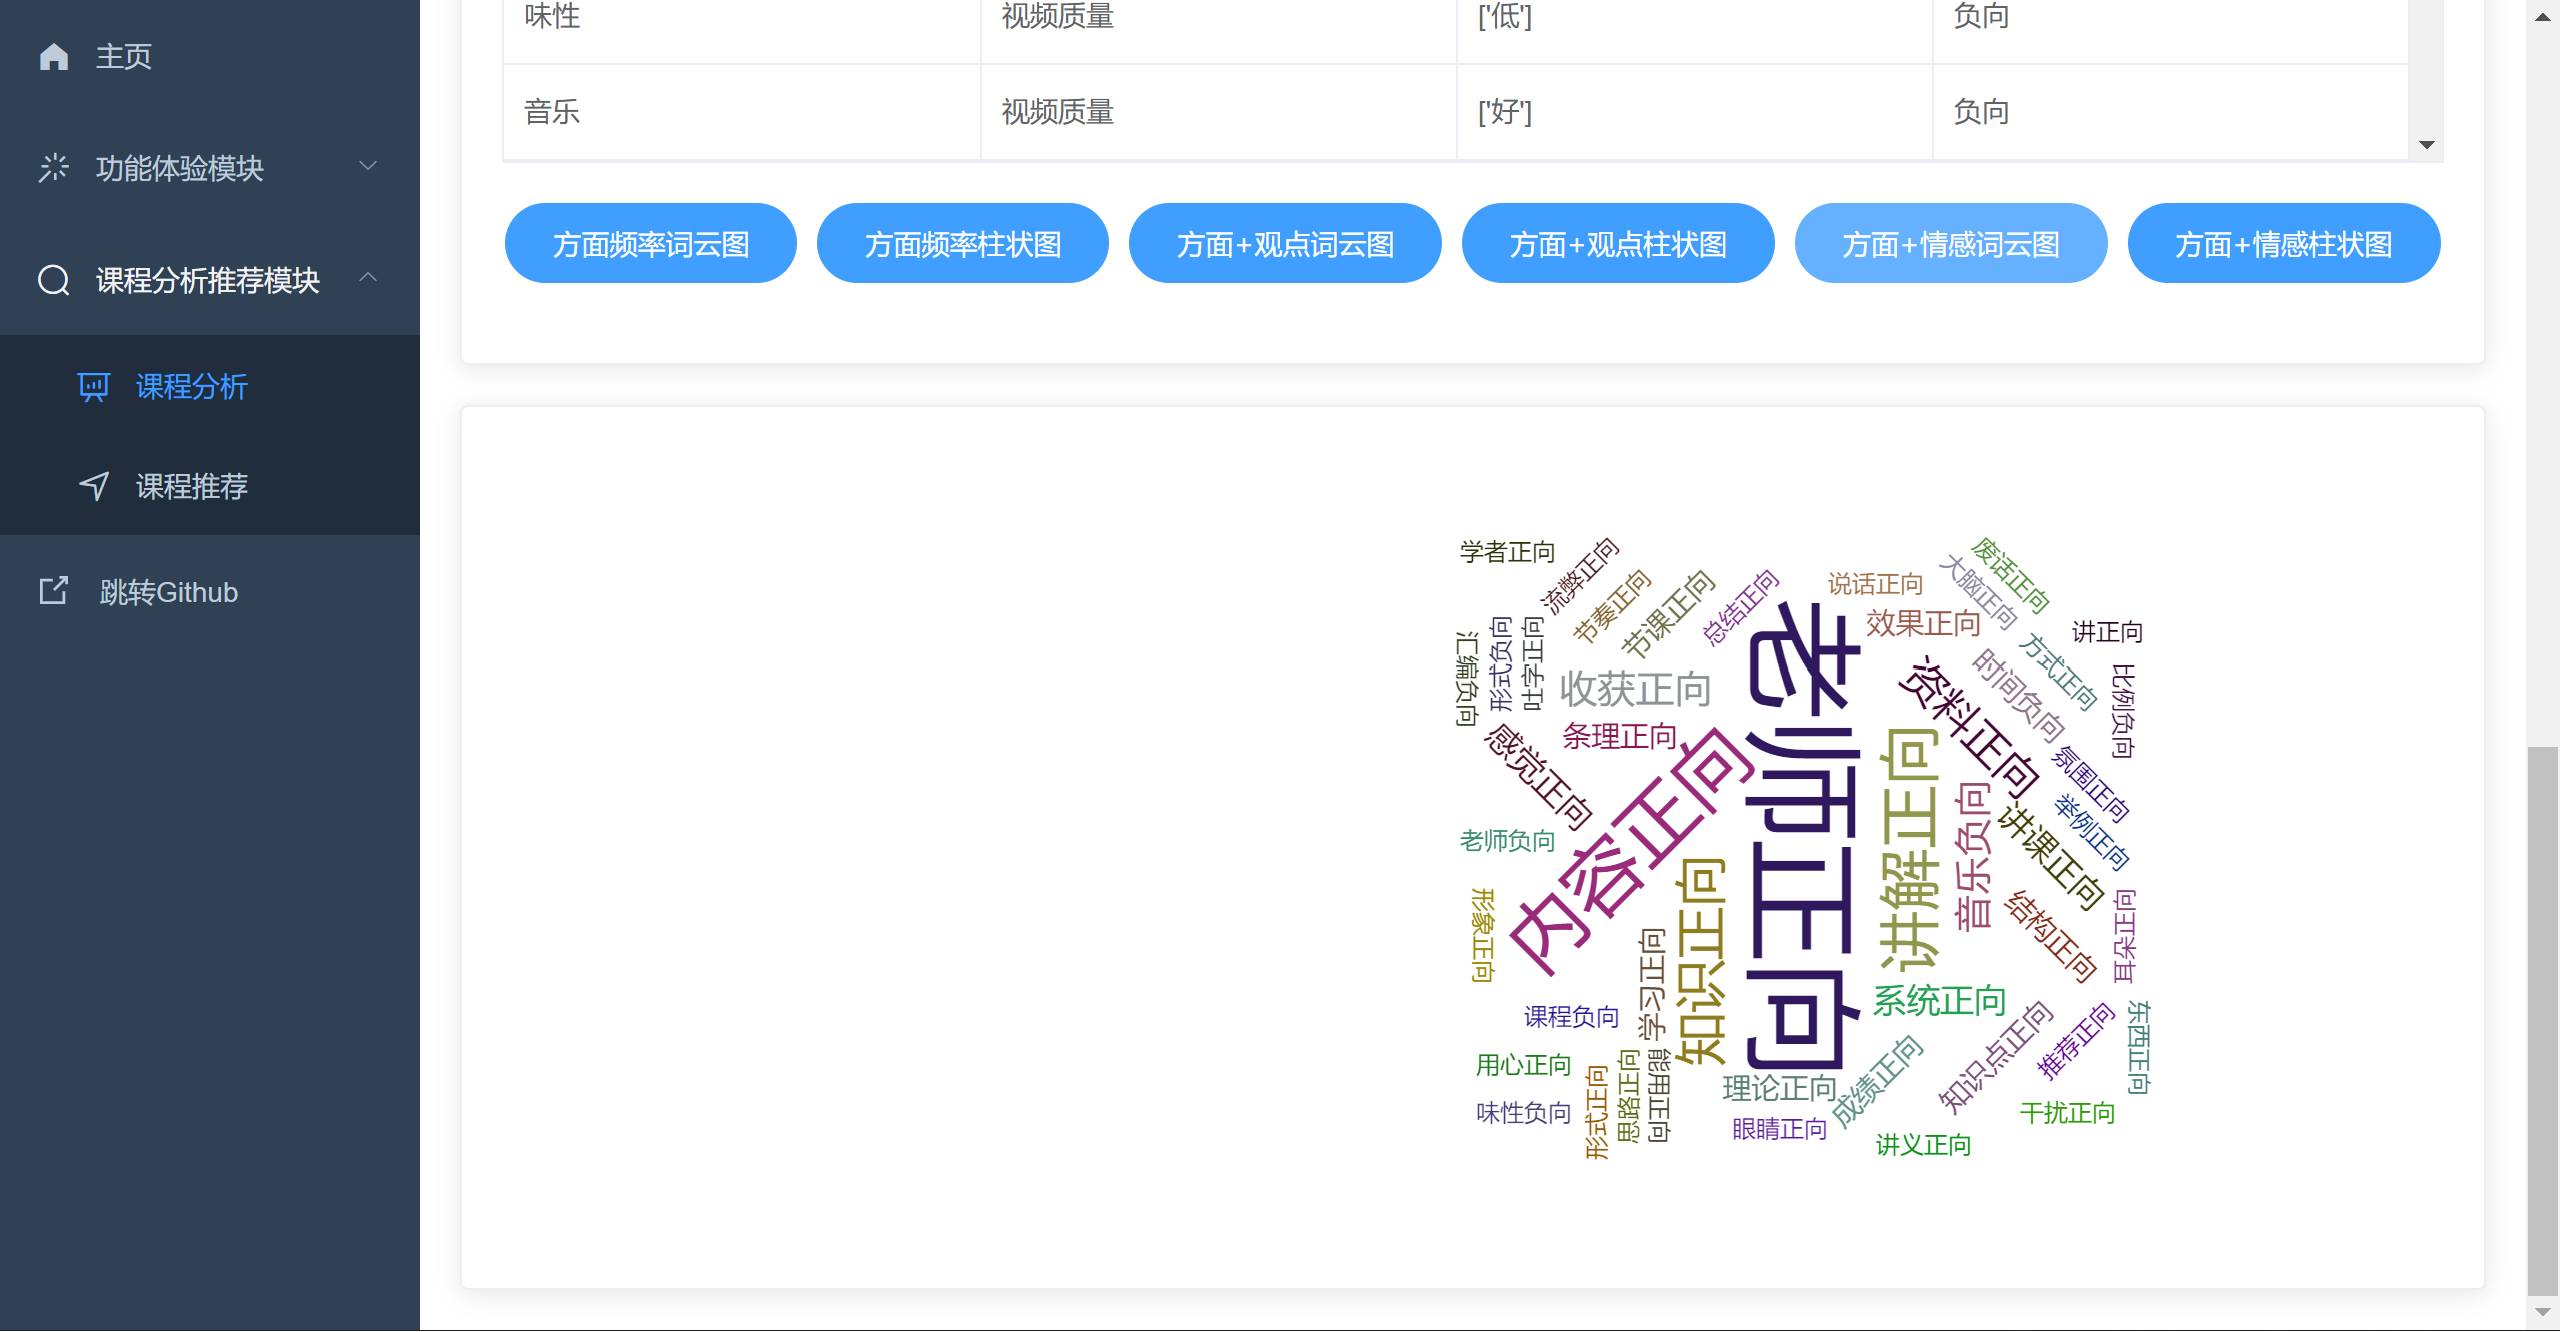 主页
功能体验模块
课程分析推荐模块
课程分析
课程推荐
跳转Github
味性 视频质量 ['低'] 负向
音乐 视频质量 ['好'] 负向
方面频率词云图 方面频率柱状图 方面+观点词云图 方面+观点柱状图 方面+情感词云图 方面+情感柱状图
学者正向
流弊正向
节奏正向
节课正向
总结正向
说话正向
大脑正向
废话正向
效果正向
讲正向
汇编负向
形式负向
吐字正向
收获正向
条理正向
老师正向
资料正向
时间负向
方式正向
比例负向
感觉正向
内容正向
讲解正向
音乐负向
讲课正向
氛围正向
举例正向
老师负向
形象正向
知识正向
学习正向
结构正向
耳朵正向
课程负向
系统正向
用心正向
味性负向
形式正向
思路正向
能用正向
理论正向
成绩正向
知识点正向
推荐正向
东西正向
眼睛正向
讲义正向
干扰正向